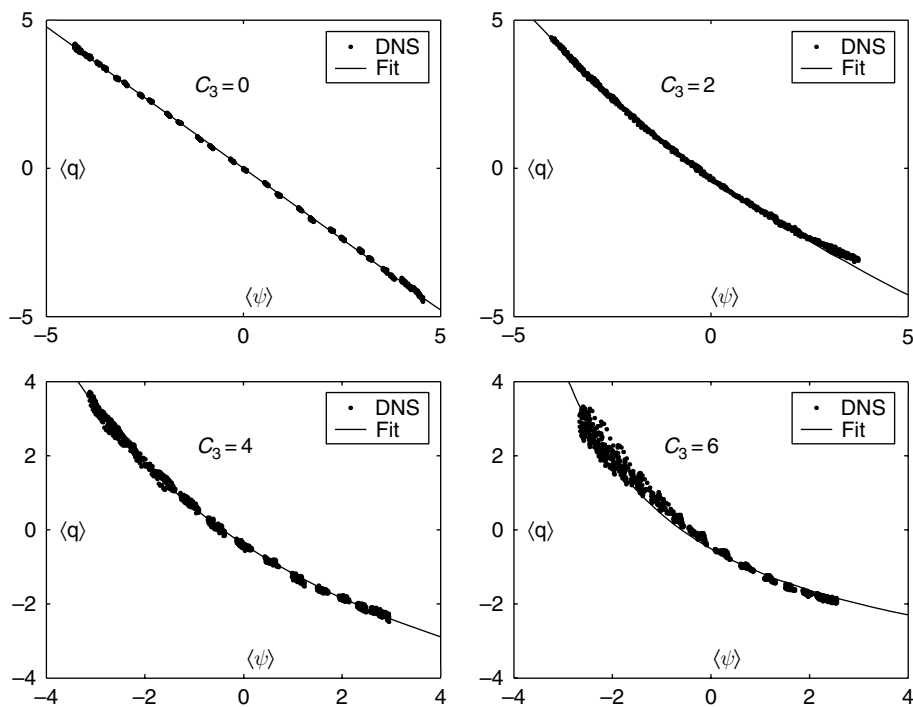 5
DNS
Fit
C₃=0
0
⟨q⟩
⟨ψ⟩
−5
−5
0
5
5
DNS
Fit
C₃=2
0
⟨q⟩
⟨ψ⟩
−5
−5
0
5
4
DNS
Fit
C₃=4
2
0
⟨q⟩
−2
⟨ψ⟩
−4
−4
−2
0
2
4
4
DNS
Fit
C₃=6
2
0
⟨q⟩
−2
⟨ψ⟩
−4
−4
−2
0
2
4